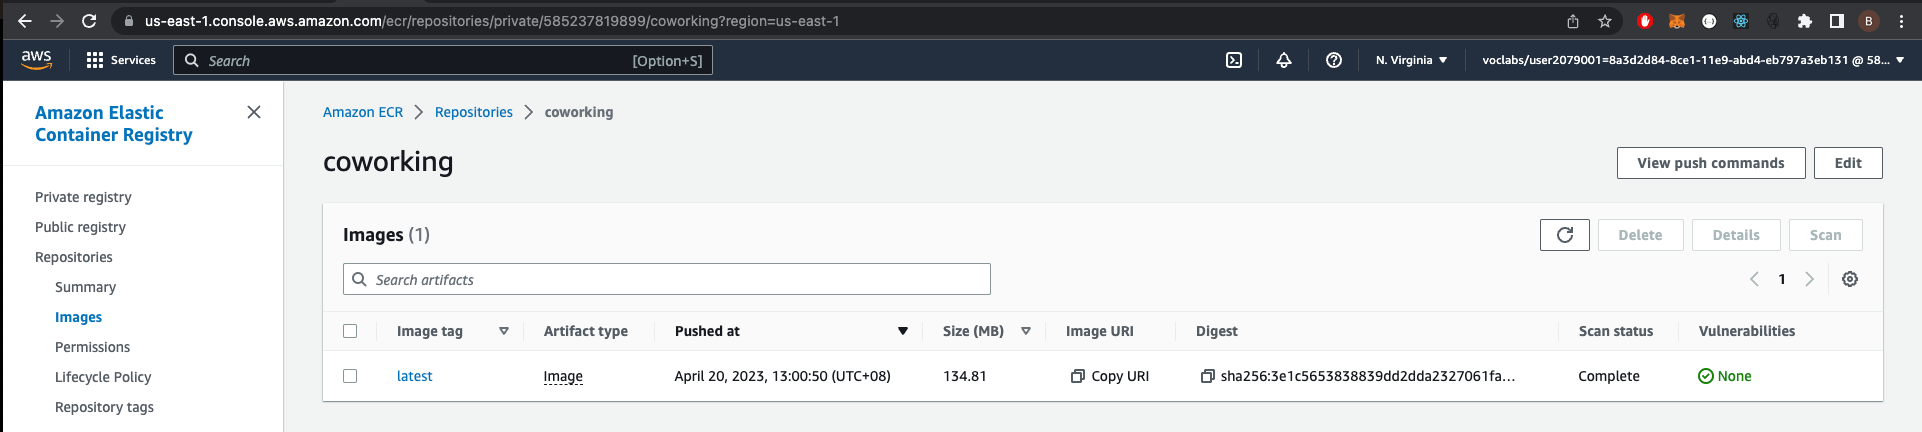 us-east-1.console.aws.amazon.com/ecr/repositories/private/585237819899/coworking?region=us-east-1
B
aws
Services
Search
[Option+S]
N. Virginia
voclabs/user2079001=8a3d2d84-8ce1-11e9-abd4-eb797a3eb131 @ 58...
Amazon Elastic
Container Registry
Private registry
Public registry
Repositories
Summary
Images
Permissions
Lifecycle Policy
Repository tags
Amazon ECR > Repositories > coworking
coworking
View push commands
Edit
Images (1)
Delete
Details
Scan
Search artifacts
1
Image tag Artifact type Pushed at Size (MB) Image URI Digest Scan status Vulnerabilities
latest Image April 20, 2023, 13:00:50 (UTC+08) 134.81 Copy URI sha256:3e1c5653838839dd2dda2327061fa... Complete None